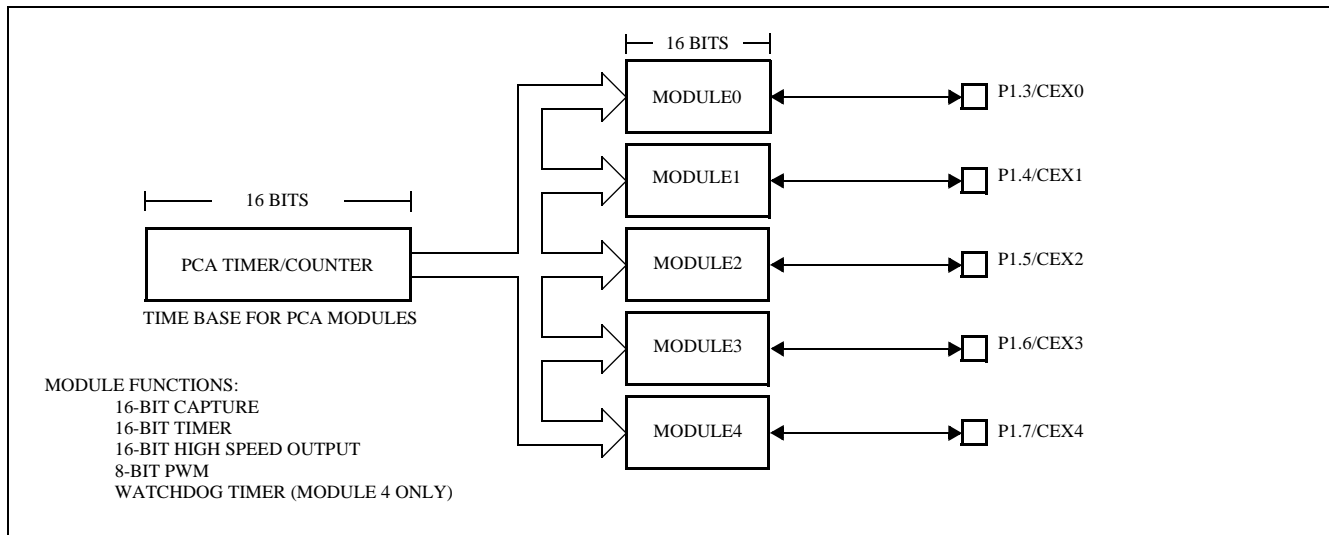 16 BITS
MODULE0
P1.3/CEX0
MODULE1
P1.4/CEX1
16 BITS
PCA TIMER/COUNTER
MODULE2
P1.5/CEX2
TIME BASE FOR PCA MODULES
MODULE3
P1.6/CEX3
MODULE4
P1.7/CEX4
MODULE FUNCTIONS:
16-BIT CAPTURE
16-BIT TIMER
16-BIT HIGH SPEED OUTPUT
8-BIT PWM
WATCHDOG TIMER (MODULE 4 ONLY)